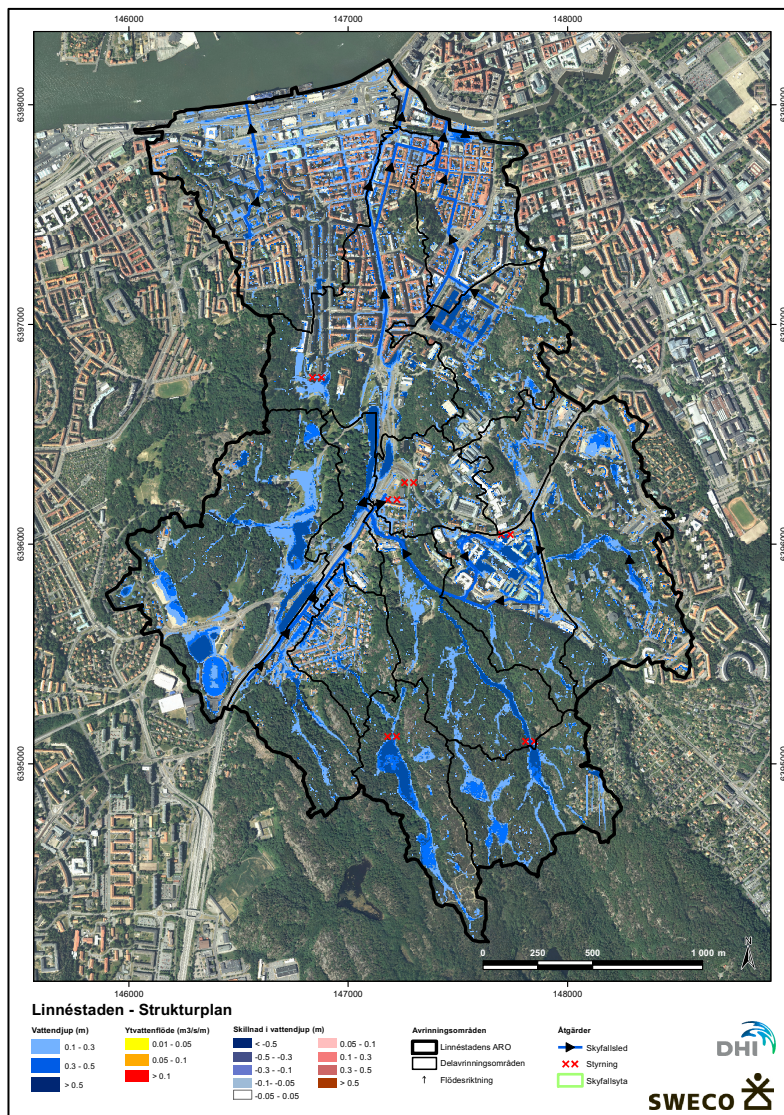 146000 147000 148000
6398000 6398000
6397000 6397000
6396000 6396000
6395000 6395000
N
0 250 500 1 000 m
146000 147000 148000
Linnéstaden - Strukturplan
Vattendjup (m)
0.1 - 0.3
0.3 - 0.5
> 0.5
Ytvattenflöde (m3/s/m)
0.01 - 0.05
0.05 - 0.1
> 0.1
Skillnad i vattendjup (m)
< -0.5
-0.5 - -0.3
-0.3 - -0.1
-0.1- -0.05
-0.05 - 0.05
0.05 - 0.1
0.1 - 0.3
0.3 - 0.5
> 0.5
Avrinningsområden
Linnéstadens ARO
Delavrinningsområden
Flödesriktning
Åtgärder
Skyfallsled
Styrning
Skyfallsyta
DHI
SWECO